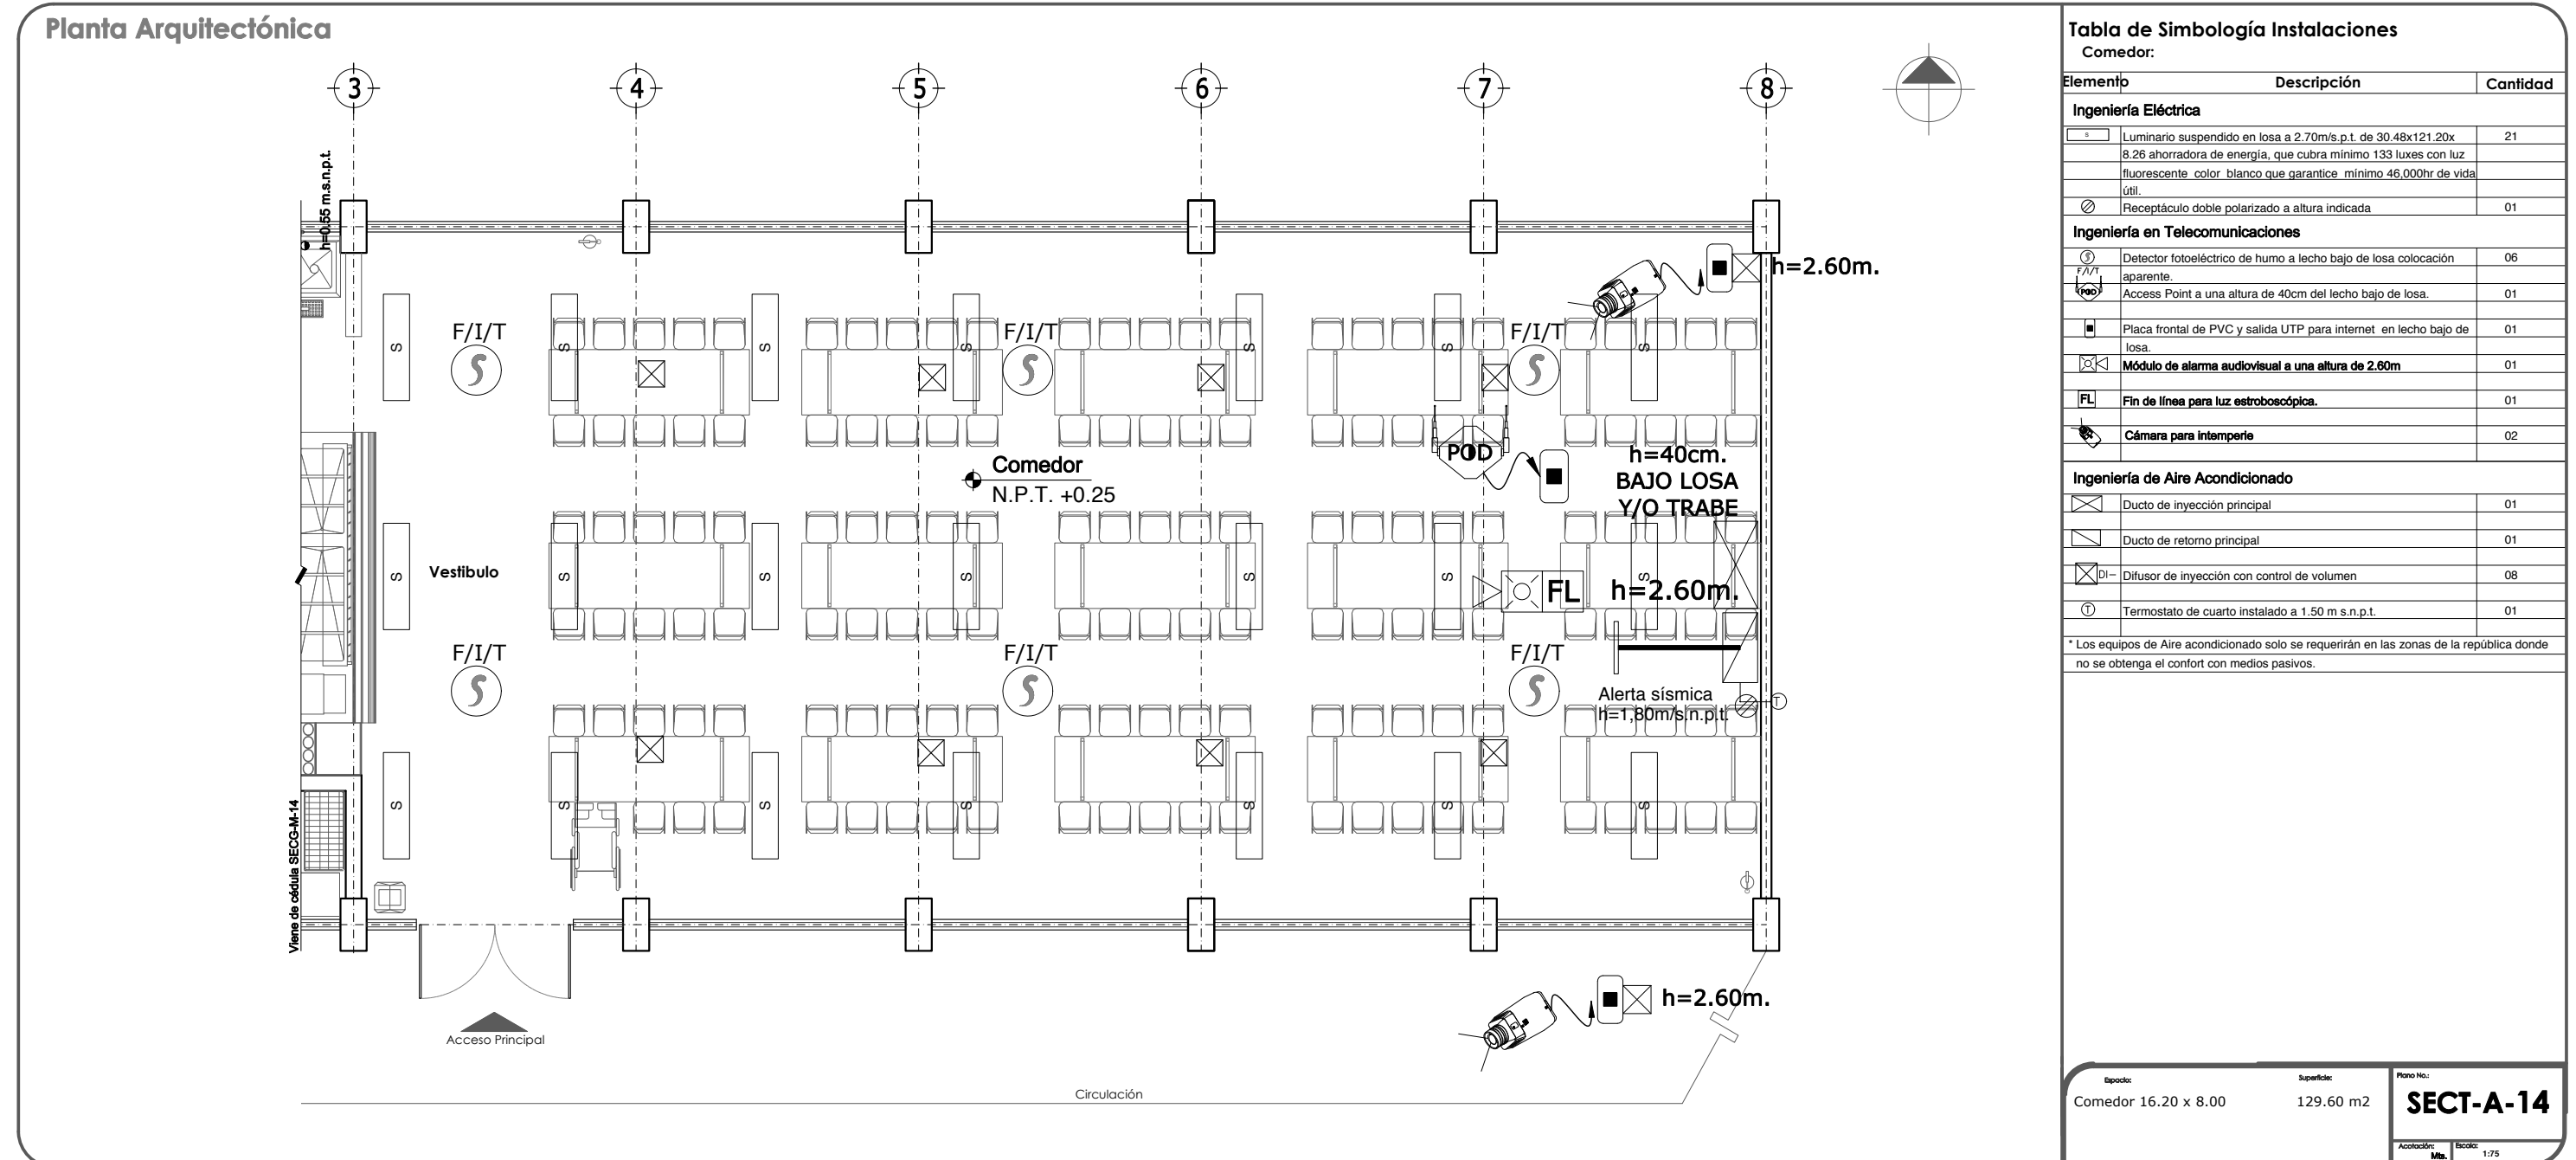 Planta Arquitectónica
3
4
5
6
7
8
h=0.55 m.s.n.p.t.
h=2.60m.
F/I/T
F/I/T
F/I/T
S
S
S
S
S
S
S
POD
Comedor
N.P.T. +0.25
h=40cm.
BAJO LOSA
Y/O TRABE
Vestibulo
S
S
S
S
S
S
S
FL
h=2.60m.
F/I/T
F/I/T
F/I/T
Alerta sísmica
h=1,80m/s.n.p.t.
T
S
S
S
S
S
S
S
Viene de cédula SECG-M-14
Acceso Principal
h=2.60m.
Circulación
Tabla de Simbología Instalaciones
Comedor:
Elemento Descripción Cantidad
Ingeniería Eléctrica
S Luminario suspendido en losa a 2.70m/s.p.t. de 30.48x121.20x 21
8.26 ahorradora de energía, que cubra mínimo 133 luxes con luz
fluorescente color blanco que garantice mínimo 46,000hr de vida
útil.
Receptáculo doble polarizado a altura indicada 01
Ingeniería en Telecomunicaciones
Detector fotoeléctrico de humo a lecho bajo de losa colocación 06
F/I/T aparente.
POD Access Point a una altura de 40cm del lecho bajo de losa. 01
Placa frontal de PVC y salida UTP para internet en lecho bajo de 01
losa.
Módulo de alarma audiovisual a una altura de 2.60m 01
FL Fin de línea para luz estroboscópica. 01
Cámara para intemperie 02
Ingeniería de Aire Acondicionado
Ducto de inyección principal 01
Ducto de retorno principal 01
DI– Difusor de inyección con control de volumen 08
T Termostato de cuarto instalado a 1.50 m s.n.p.t. 01
* Los equipos de Aire acondicionado solo se requerirán en las zonas de la república donde
no se obtenga el confort con medios pasivos.
Espacio: Superficie: Plano No.:
Comedor 16.20 x 8.00 129.60 m2 SECT-A-14
Acotación: Mts. Escala: 1:75